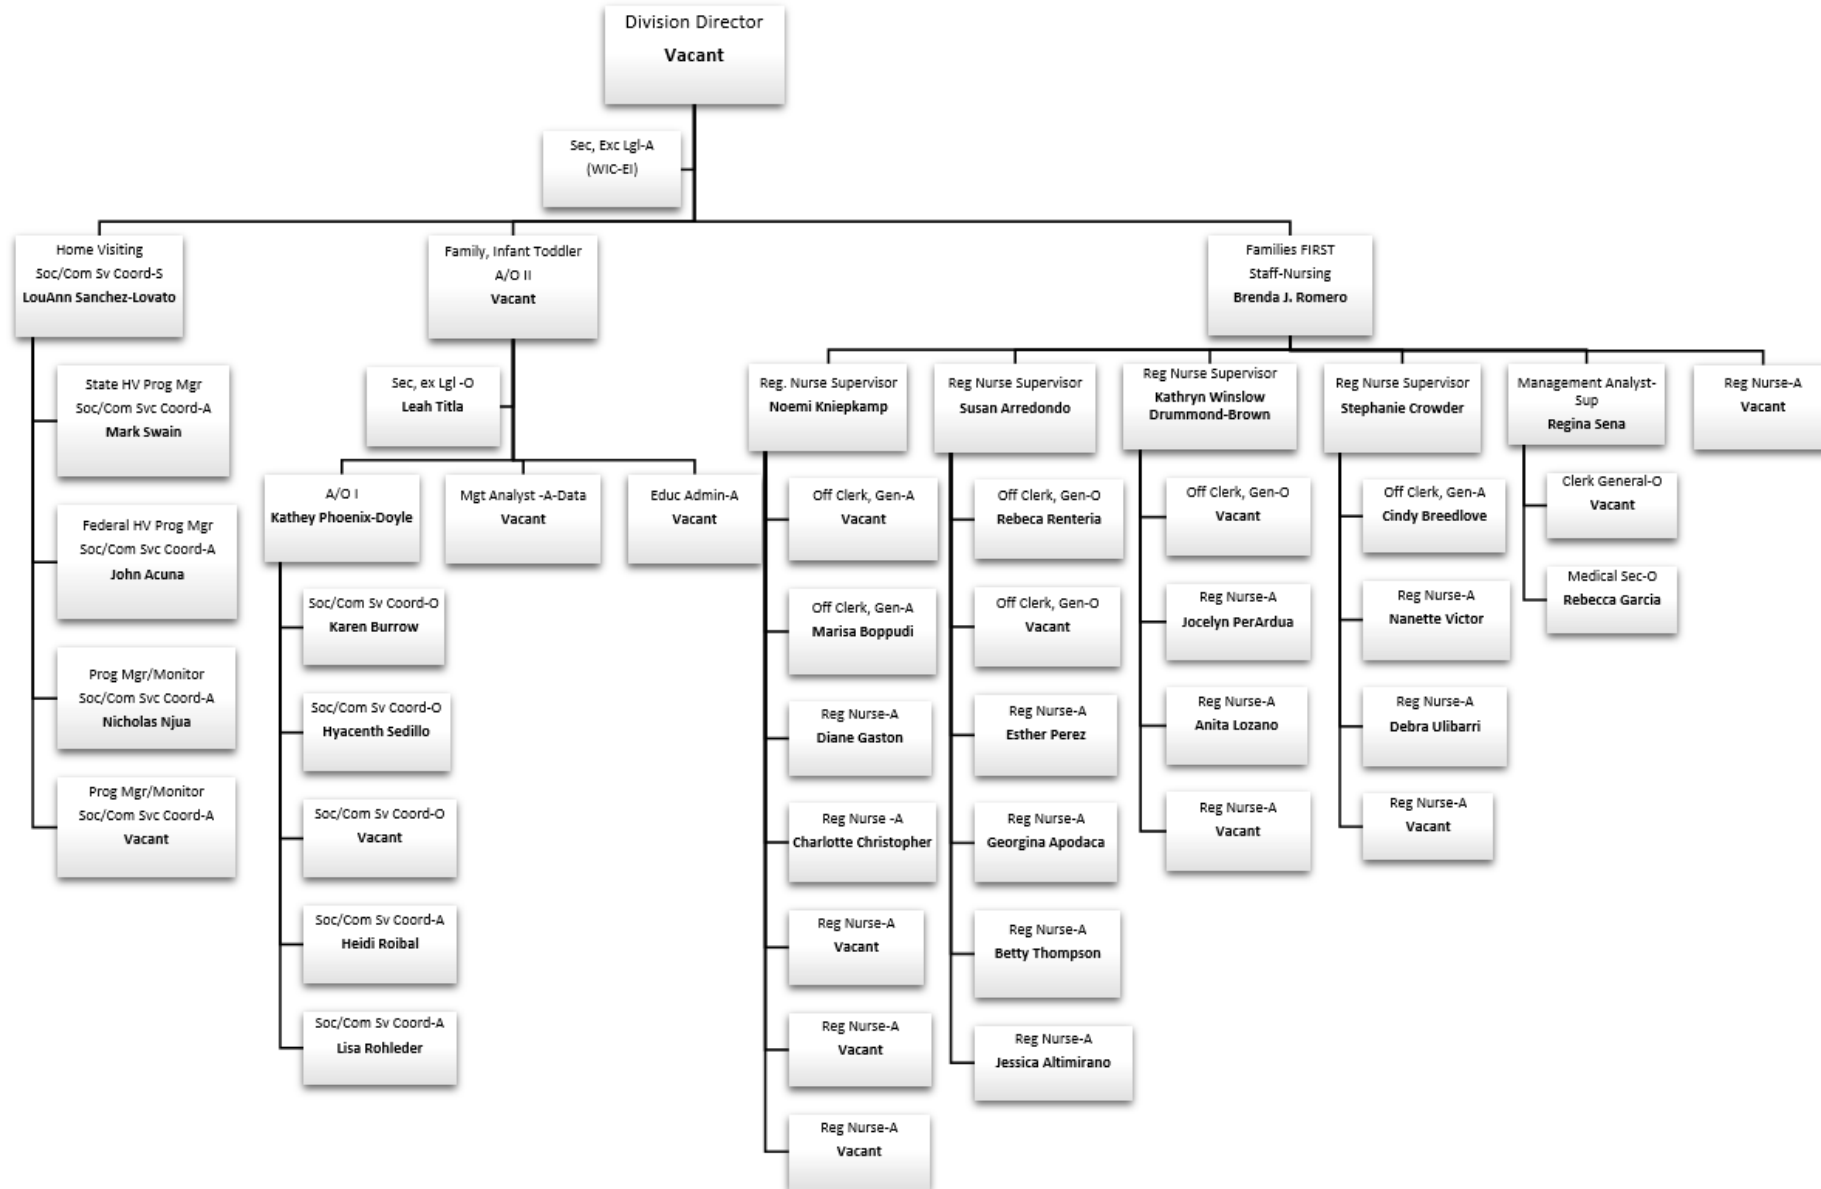 Division Director
Vacant
Sec, Exc Lgl-A
(WIC-EI)
Home Visiting
Soc/Com Sv Coord-S
LouAnn Sanchez-Lovato
Family, Infant Toddler
A/O II
Vacant
Families FIRST
Staff-Nursing
Brenda J. Romero
State HV Prog Mgr
Soc/Com Svc Coord-A
Mark Swain
Federal HV Prog Mgr
Soc/Com Svc Coord-A
John Acuna
Prog Mgr/Monitor
Soc/Com Svc Coord-A
Nicholas Njua
Prog Mgr/Monitor
Soc/Com Svc Coord-A
Vacant
Sec, ex Lgl -O
Leah Titla
A/O I
Kathey Phoenix-Doyle
Mgt Analyst -A-Data
Vacant
Educ Admin-A
Vacant
Soc/Com Sv Coord-O
Karen Burrow
Soc/Com Sv Coord-O
Hyacenth Sedillo
Soc/Com Sv Coord-O
Vacant
Soc/Com Sv Coord-A
Heidi Roibal
Soc/Com Sv Coord-A
Lisa Rohleder
Reg. Nurse Supervisor
Noemi Kniepkamp
Reg Nurse Supervisor
Susan Arredondo
Reg Nurse Supervisor
Kathryn Winslow
Drummond-Brown
Reg Nurse Supervisor
Stephanie Crowder
Management Analyst-
Sup
Regina Sena
Reg Nurse-A
Vacant
Off Clerk, Gen-A
Vacant
Off Clerk, Gen-A
Marisa Boppudi
Reg Nurse-A
Diane Gaston
Reg Nurse -A
Charlotte Christopher
Reg Nurse-A
Vacant
Reg Nurse-A
Vacant
Reg Nurse-A
Vacant
Off Clerk, Gen-O
Rebeca Renteria
Off Clerk, Gen-O
Vacant
Reg Nurse-A
Esther Perez
Reg Nurse-A
Georgina Apodaca
Reg Nurse-A
Betty Thompson
Reg Nurse-A
Jessica Altimirano
Off Clerk, Gen-O
Vacant
Reg Nurse-A
Jocelyn PerArdua
Reg Nurse-A
Anita Lozano
Reg Nurse-A
Vacant
Off Clerk, Gen-A
Cindy Breedlove
Reg Nurse-A
Nanette Victor
Reg Nurse-A
Debra Ulibarri
Reg Nurse-A
Vacant
Clerk General-O
Vacant
Medical Sec-O
Rebecca Garcia